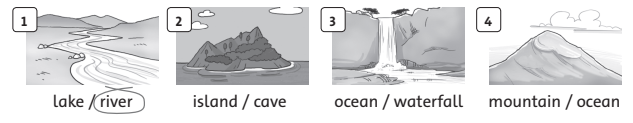 1 2 3 4
lake / river island / cave ocean / waterfall mountain / ocean